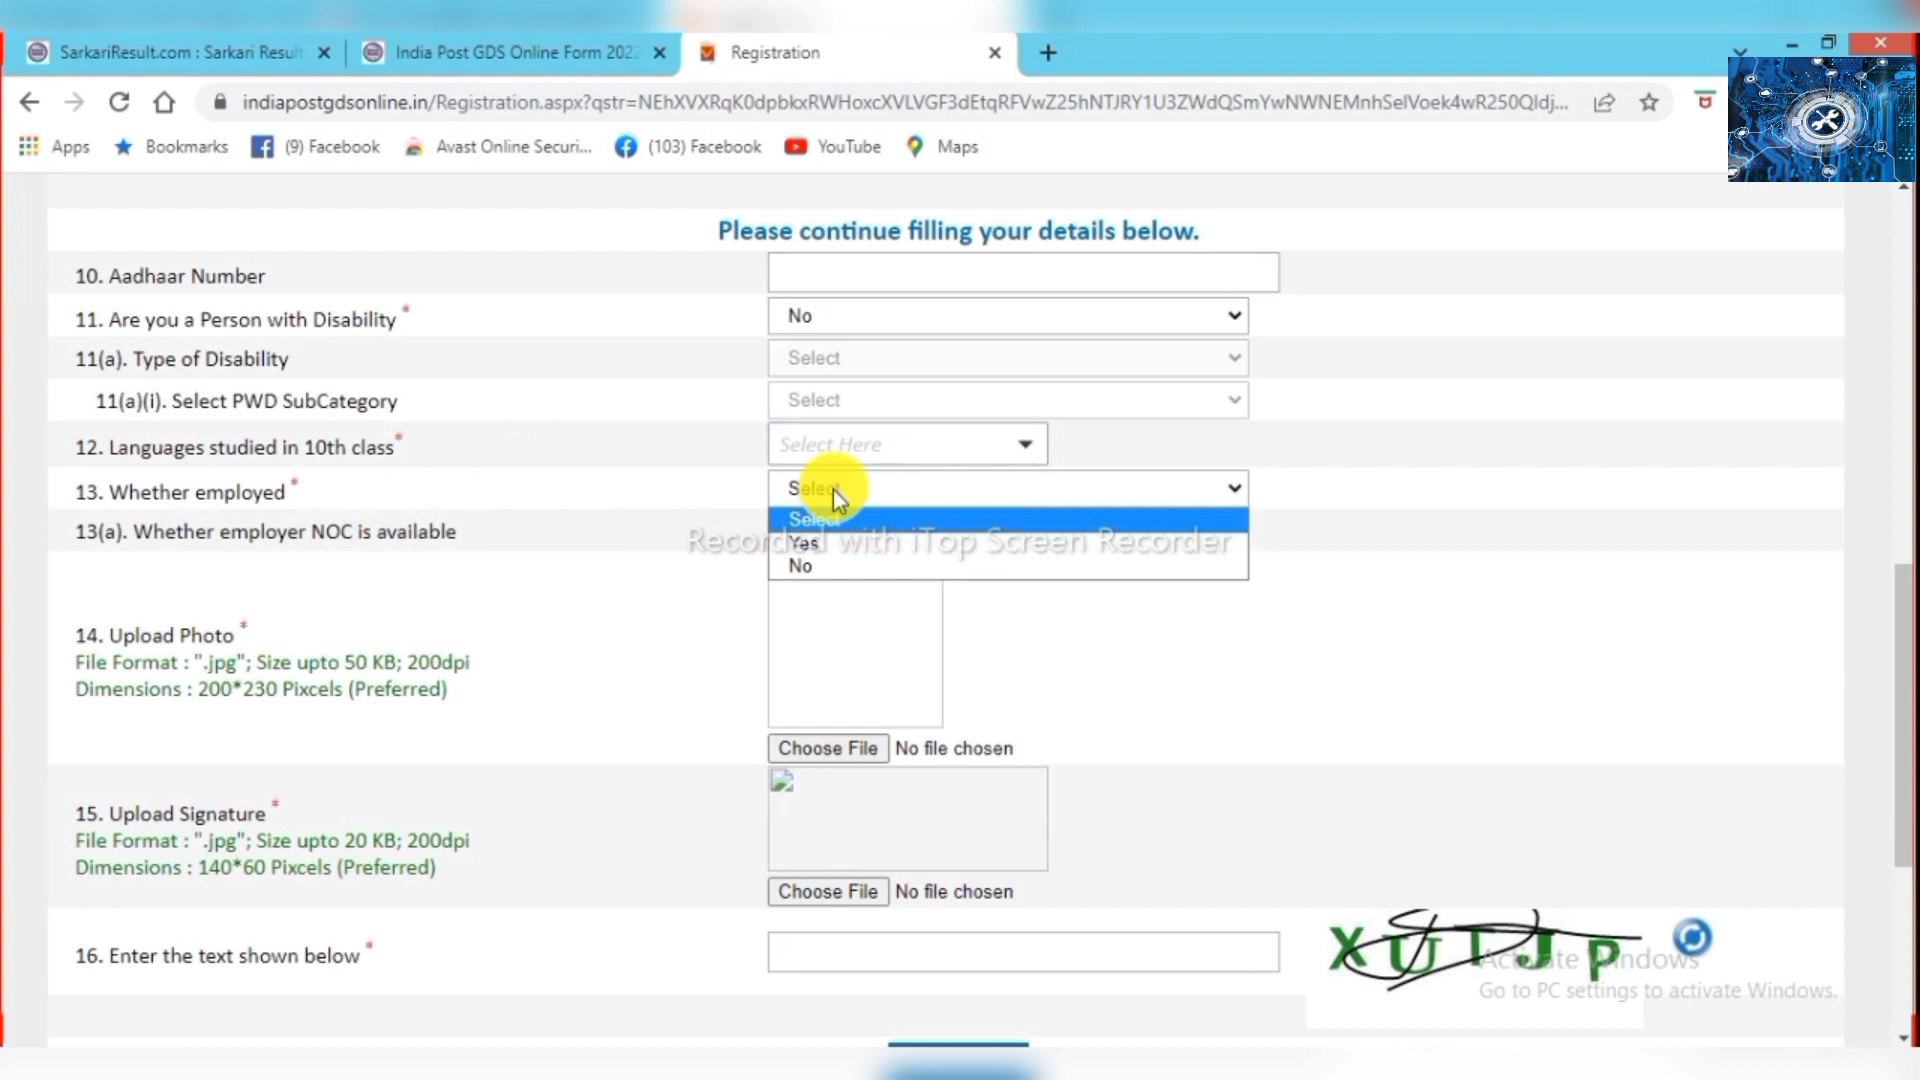 SarkariResult.com : Sarkari Result
India Post GDS Online Form 2022
Registration
indiapostgdsonline.in/Registration.aspx?qstr=NEhXVXRqK0dpbkxRWHoxcXVLVGF3dEtqRFVwZ25hNTJRY1U3ZWdQSmYwNWNEMnhSelVoek4wR250Qldj...
Apps
Bookmarks
(9) Facebook
Avast Online Securi...
(103) Facebook
YouTube
Maps
Please continue filling your details below.
10. Aadhaar Number
11. Are you a Person with Disability *
No
11(a). Type of Disability
Select
11(a)(i). Select PWD SubCategory
Select
12. Languages studied in 10th class*
Select Here
13. Whether employed *
Select
Select
13(a). Whether employer NOC is available
Yes
Recorded with iTop Screen Recorder
No
14. Upload Photo *
File Format : ".jpg"; Size upto 50 KB; 200dpi
Dimensions : 200*230 Pixcels (Preferred)
Choose File No file chosen
15. Upload Signature *
File Format : ".jpg"; Size upto 20 KB; 200dpi
Dimensions : 140*60 Pixcels (Preferred)
Choose File No file chosen
16. Enter the text shown below *
Activate Windows
Go to PC settings to activate Windows.